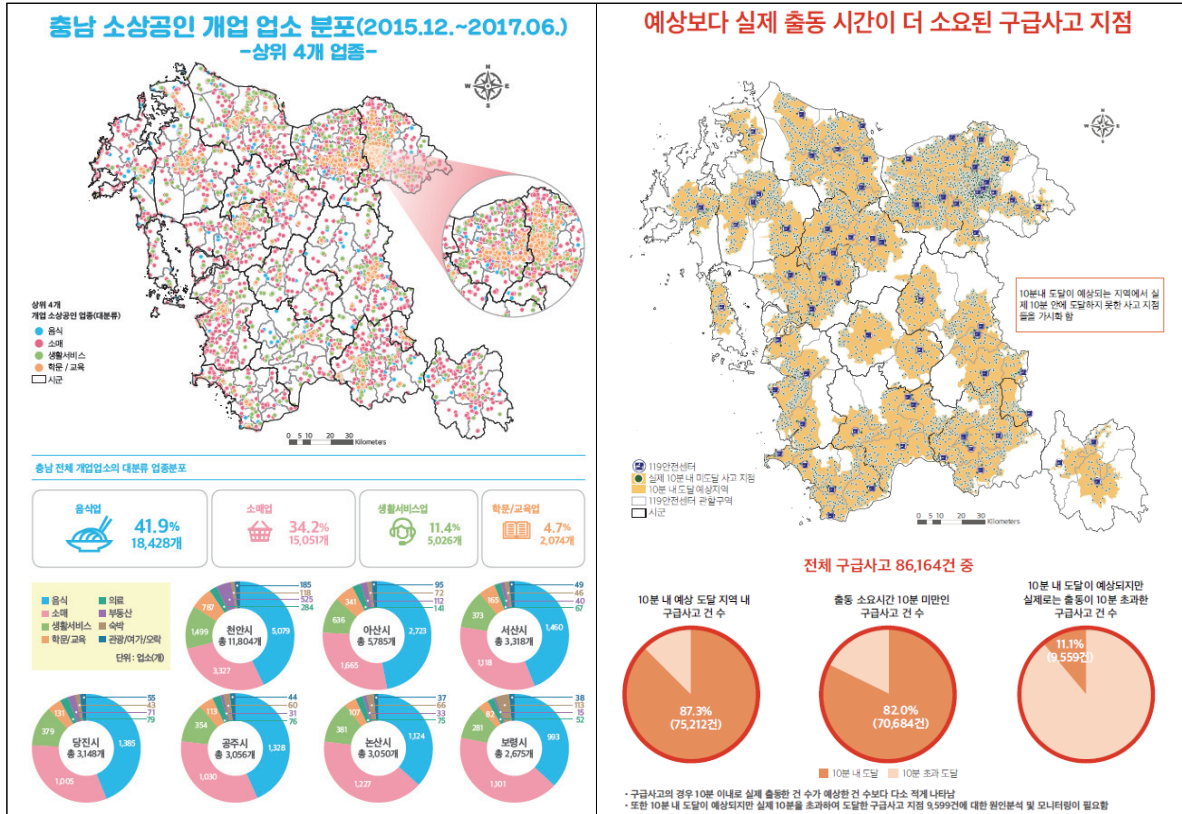 충남 소상공인 개업 업소 분포(2015.12.~2017.06.)
-상위 4개 업종-
N
W
E
S
상위 4개
개업 소상공인 업종(대분류)
음식
소매
생활서비스
학문 / 교육
시군
0 5 10 20 30
Kilometers
충남 전체 개업업소의 대분류 업종분포
음식업
41.9%
18,428개
소매업
34.2%
15,051개
생활서비스업
11.4%
5,026개
학문/교육업
4.7%
2,074개
음식
소매
생활서비스
학문/교육
의료
부동산
숙박
관광/여가/오락
단위 : 업소(개)
천안시
총 11,804개
5,079
3,327
1,499
787
185
118
525
284
아산시
총 5,785개
2,723
1,665
636
341
95
72
112
141
서산시
총 3,318개
1,460
1,118
373
165
49
46
40
67
당진시
총 3,148개
1,385
1,005
379
131
55
43
71
79
공주시
총 3,056개
1,328
1,030
354
113
44
60
31
76
논산시
총 3,050개
1,124
1,227
381
107
37
66
33
75
보령시
총 2,675개
993
1,101
281
82
38
113
15
52
예상보다 실제 출동 시간이 더 소요된 구급사고 지점
N
W
E
S
10분내 도달이 예상되는 지역에서 실
제 10분 안에 도달하지 못한 사고 지점
들을 가시화 함
119안전센터
실제 10분 내 미도달 사고 지점
10분 내 도달 예상지역
119안전센터 관할구역
시군
0 5 10 20 30
Kilometers
전체 구급사고 86,164건 중
10분 내 예상 도달 지역 내
구급사고 건 수
87.3%
(75,212건)
출동 소요시간 10분 미만인
구급사고 건 수
82.0%
(70,684건)
10분 내 도달이 예상되지만
실제로는 출동이 10분 초과한
구급사고 건 수
11.1%
(9,559건)
10분 내 도달
10분 초과 도달
· 구급사고의 경우 10분 이내로 실제 출동한 건 수가 예상한 건 수보다 다소 적게 나타남
· 또한 10분 내 도달이 예상되지만 실제 10분을 초과하여 도달한 구급사고 지점 9,599건에 대한 원인분석 및 모니터링이 필요함